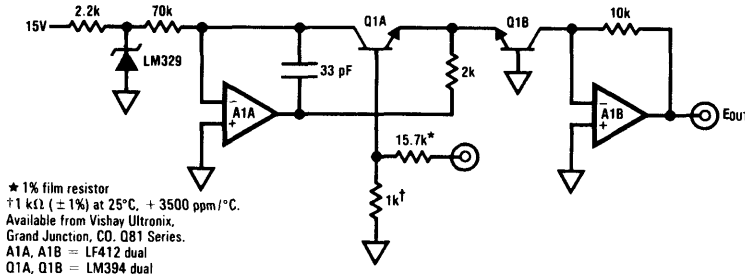 15V
2.2k
70k
LM329
33 pF
Q1A
Q1B
2k
10k
−
+
A1A
−
+
A1B
EOUT
15.7k*
1k†
★ 1% film resistor
†1 kΩ (±1%) at 25°C, +3500 ppm/°C.
Available from Vishay Ultronix,
Grand Junction, CO. Q81 Series.
A1A, A1B = LF412 dual
Q1A, Q1B = LM394 dual